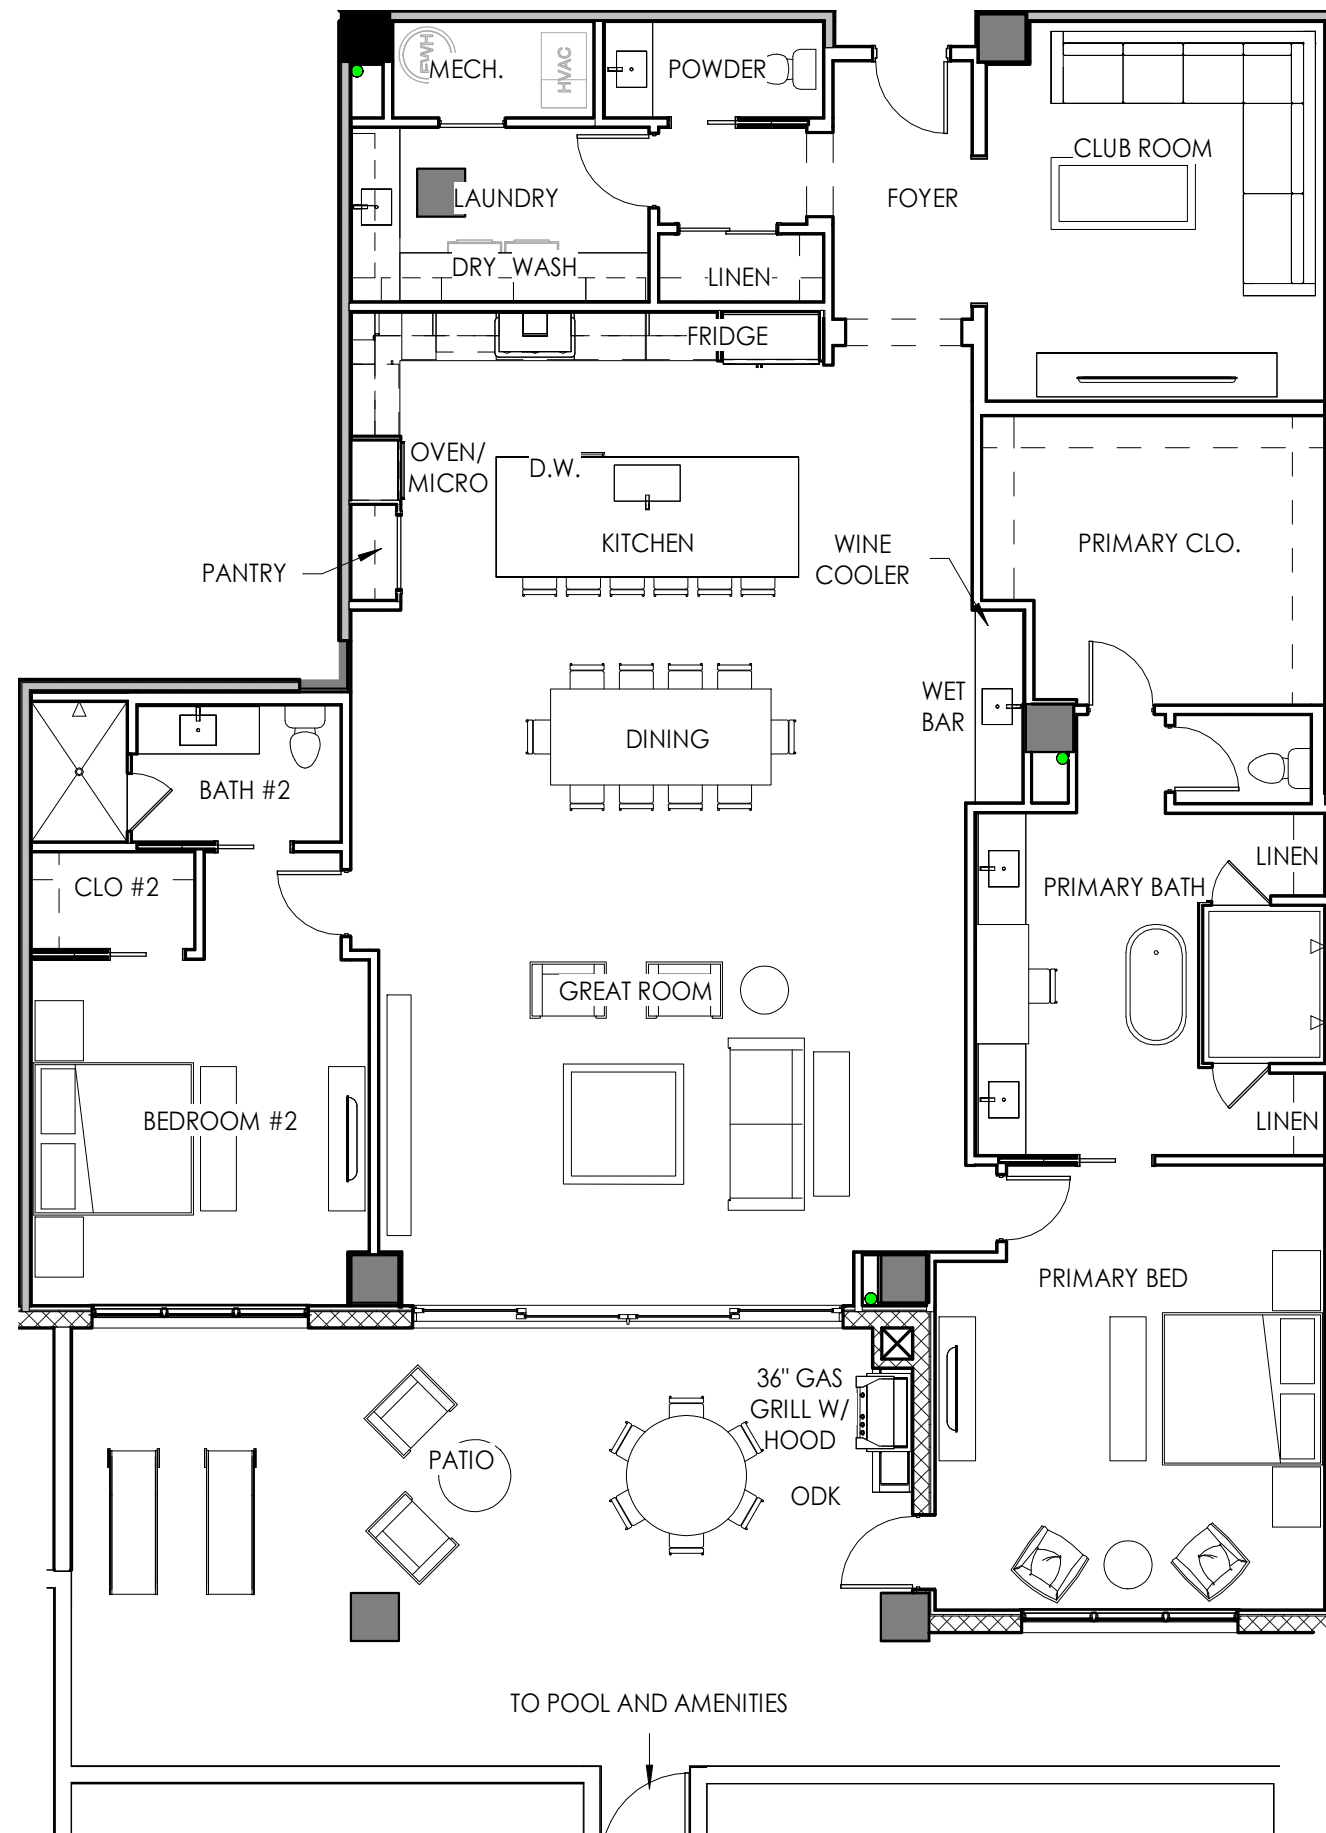 EWH
MECH.
HVAC
POWDER
CLUB ROOM
LAUNDRY
FOYER
DRY
WASH
LINEN
FRIDGE
OVEN/
MICRO
D.W.
KITCHEN
WINE
COOLER
PRIMARY CLO.
PANTRY
WET
BAR
DINING
BATH #2
LINEN
CLO #2
PRIMARY BATH
GREAT ROOM
BEDROOM #2
LINEN
PRIMARY BED
36" GAS
GRILL W/
HOOD
PATIO
ODK
TO POOL AND AMENITIES